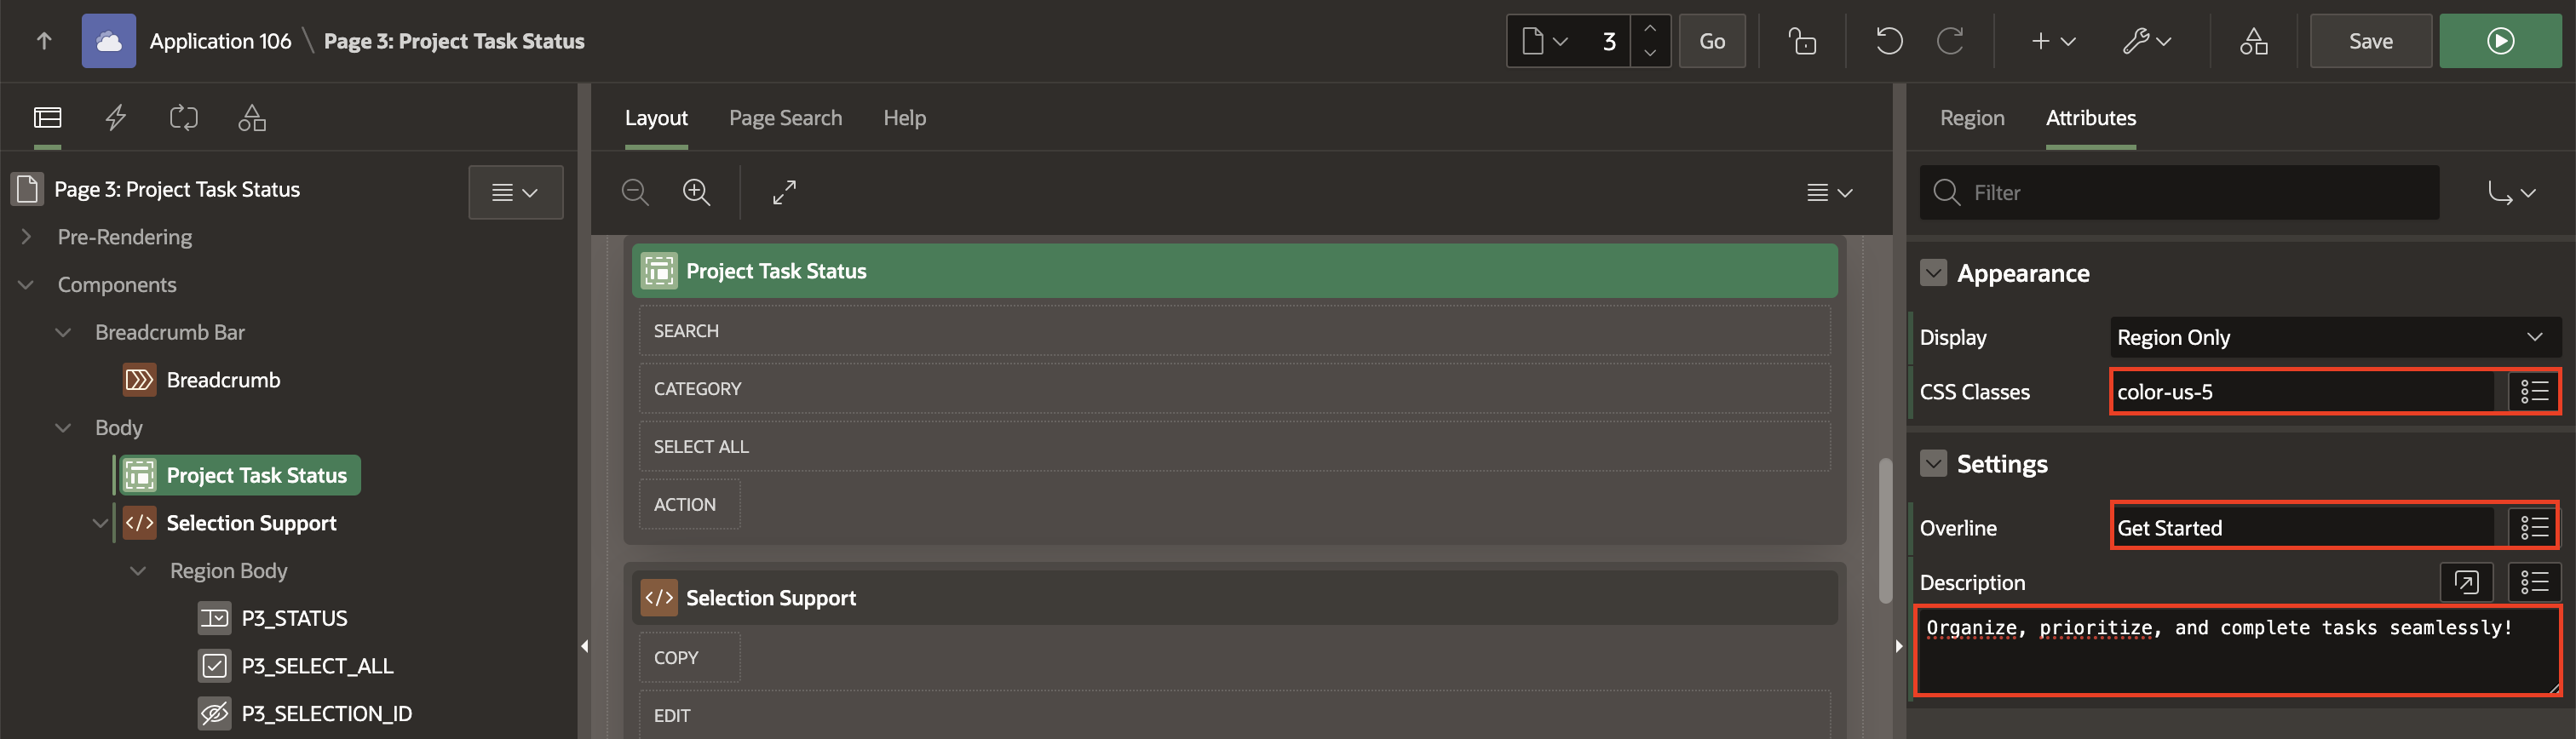 Application 106 \ Page 3: Project Task Status
3
Go
Save
Layout
Page Search
Help
Region
Attributes
Page 3: Project Task Status
Pre-Rendering
Components
Breadcrumb Bar
Breadcrumb
Body
Project Task Status
Selection Support
Region Body
P3_STATUS
P3_SELECT_ALL
P3_SELECTION_ID
Project Task Status
SEARCH
CATEGORY
SELECT ALL
ACTION
Selection Support
COPY
EDIT
Filter
Appearance
Display
Region Only
CSS Classes
color-us-5
Settings
Overline
Get Started
Description
Organize, prioritize, and complete tasks seamlessly!